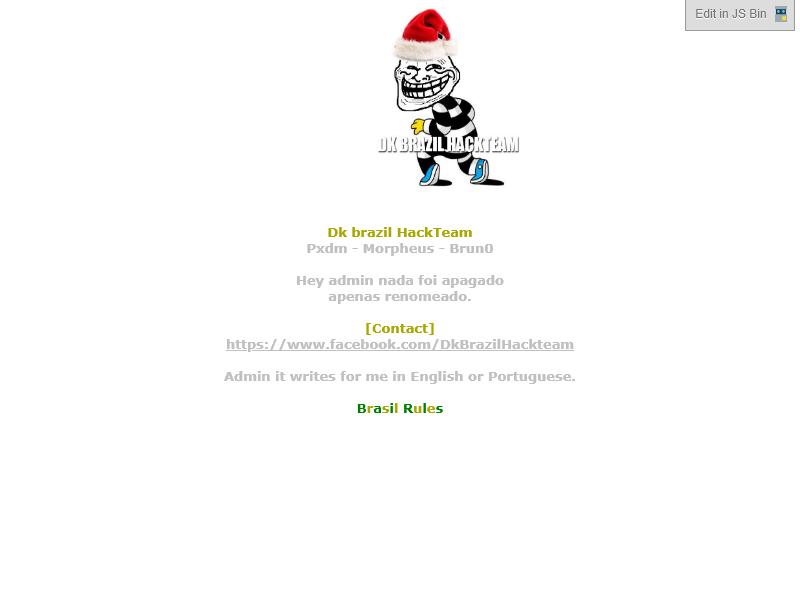 Edit in JS Bin
DK BRAZIL HACKTEAM
Dk brazil HackTeam
Pxdm - Morpheus - Brun0
Hey admin nada foi apagado
apenas renomeado.
[Contact]
https://www.facebook.com/DkBrazilHackteam
Admin it writes for me in English or Portuguese.
Brasil Rules